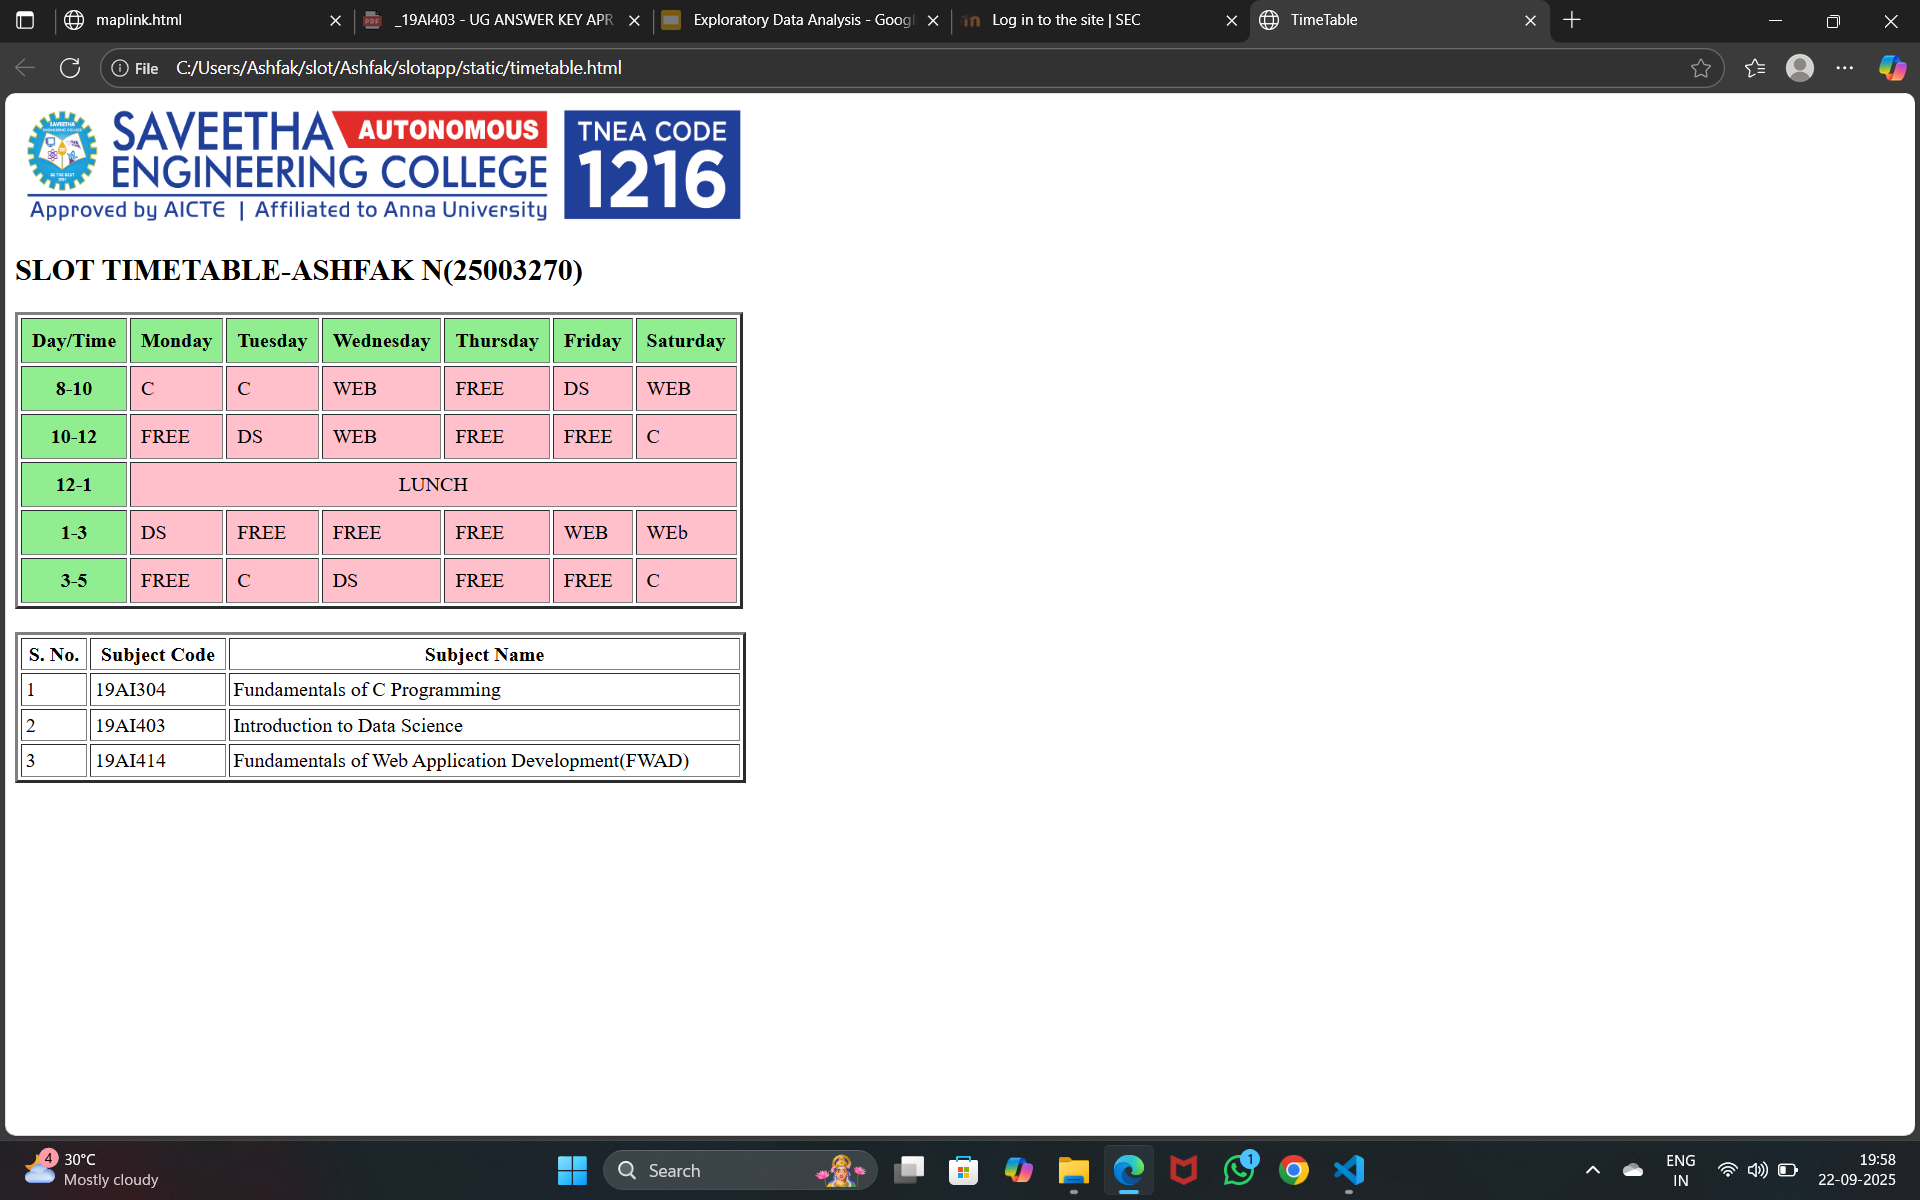 maplink.html
_19AI403 - UG ANSWER KEY APR
Exploratory Data Analysis - Goog
Log in to the site | SEC
TimeTable
File C:/Users/Ashfak/slot/Ashfak/slotapp/static/timetable.html
SAVEETHA AUTONOMOUS
ENGINEERING COLLEGE
Approved by AICTE | Affiliated to Anna University
TNEA CODE
1216
SLOT TIMETABLE-ASHFAK N(25003270)
Day/Time Monday Tuesday Wednesday Thursday Friday Saturday
8-10 C C WEB FREE DS WEB
10-12 FREE DS WEB FREE FREE C
12-1 LUNCH
1-3 DS FREE FREE FREE WEB WEb
3-5 FREE C DS FREE FREE C
S. No. Subject Code Subject Name
1 19AI304 Fundamentals of C Programming
2 19AI403 Introduction to Data Science
3 19AI414 Fundamentals of Web Application Development(FWAD)
4
30°C
Mostly cloudy
Search
1
ENG
IN
19:58
22-09-2025